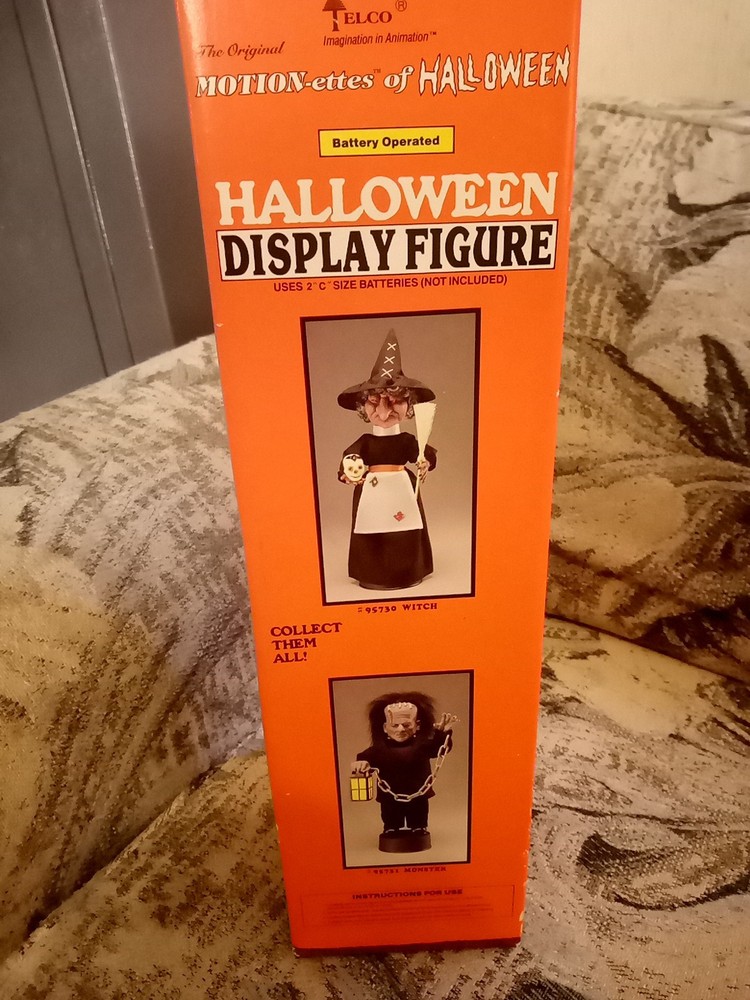 TELCO®
Imagination in Animation™
The Original
MOTION-ettes™ of HALLOWEEN
Battery Operated
HALLOWEEN
DISPLAY FIGURE
USES 2 "C" SIZE BATTERIES (NOT INCLUDED)
#95730 WITCH
COLLECT
THEM
ALL!
MONSTER
INSTRUCTIONS FOR USE